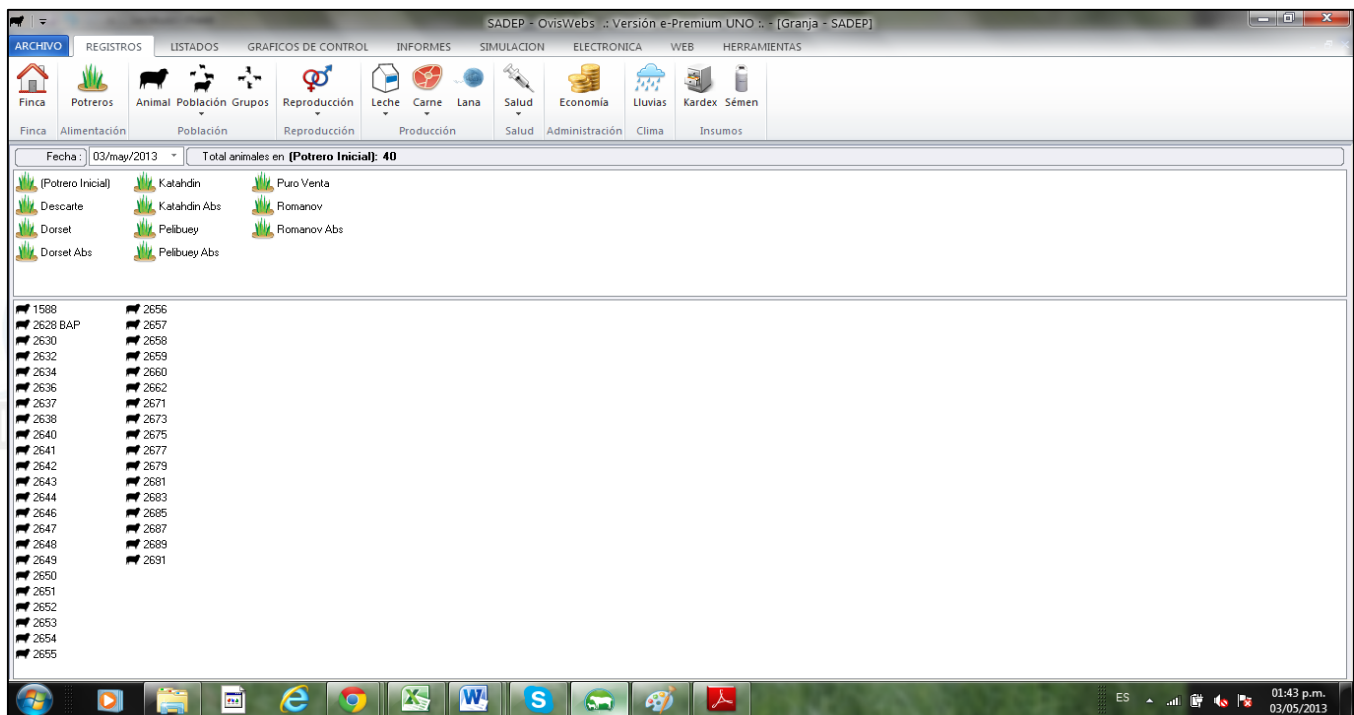 SADEP - OvisWebs .: Versión e-Premium UNO :. - [Granja - SADEP]
ARCHIVO REGISTROS LISTADOS GRAFICOS DE CONTROL INFORMES SIMULACION ELECTRONICA WEB HERRAMIENTAS
Finca Potreros Animal Población Grupos Reproducción Leche Carne Lana Salud Economía Lluvias Kardex Sémen
Finca Alimentación Población Reproducción Producción Salud Administración Clima Insumos
Fecha : 03/may/2013 Total animales en (Potrero Inicial): 40
(Potrero Inicial) Katahdin Puro Venta
Descarte Katahdin Abs Romanov
Dorset Pelibuey Romanov Abs
Dorset Abs Pelibuey Abs
1588 2656
2628 BAP 2657
2630 2658
2632 2659
2634 2660
2636 2662
2637 2671
2638 2673
2640 2675
2641 2677
2642 2679
2643 2681
2644 2683
2646 2685
2647 2687
2648 2689
2649 2691
2650
2651
2652
2653
2654
2655
ES 01:43 p.m.
03/05/2013